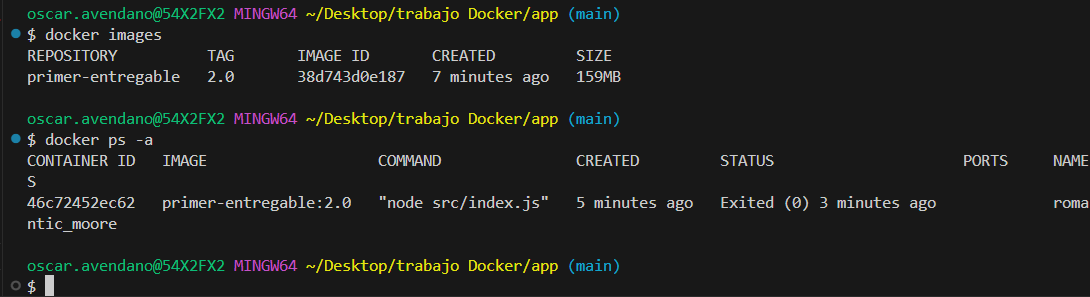 oscar.avendano@54X2FX2 MINGW64 ~/Desktop/trabajo Docker/app (main)
$ docker images
REPOSITORY TAG IMAGE ID CREATED SIZE
primer-entregable 2.0 38d743d0e187 7 minutes ago 159MB
oscar.avendano@54X2FX2 MINGW64 ~/Desktop/trabajo Docker/app (main)
$ docker ps -a
CONTAINER ID IMAGE COMMAND CREATED STATUS PORTS NAME
S
46c72452ec62 primer-entregable:2.0 "node src/index.js" 5 minutes ago Exited (0) 3 minutes ago roma
ntic_moore
oscar.avendano@54X2FX2 MINGW64 ~/Desktop/trabajo Docker/app (main)
$